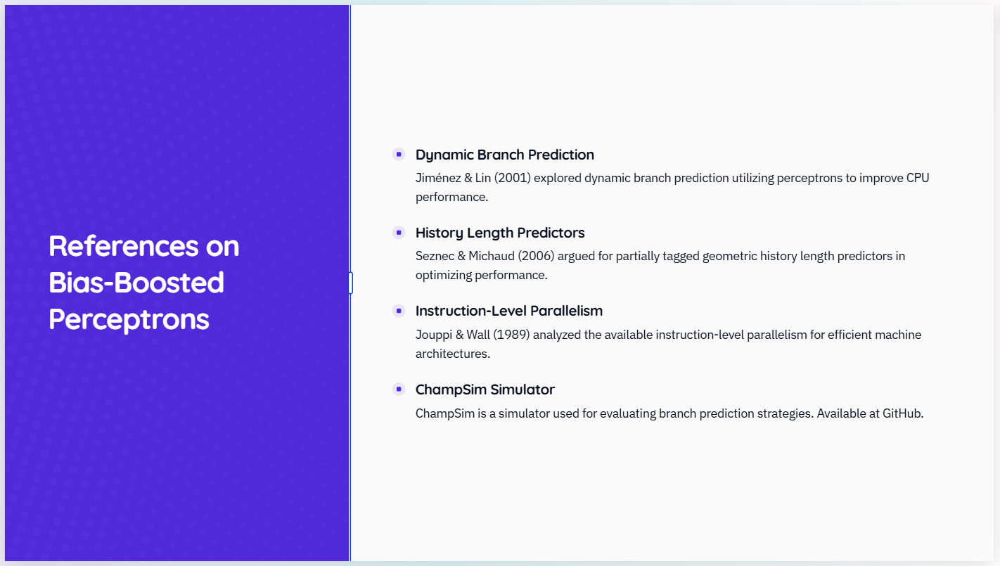 References on
Bias-Boosted
Perceptrons
Dynamic Branch Prediction
Jiménez & Lin (2001) explored dynamic branch prediction utilizing perceptrons to improve CPU
performance.
History Length Predictors
Seznec & Michaud (2006) argued for partially tagged geometric history length predictors in
optimizing performance.
Instruction-Level Parallelism
Jouppi & Wall (1989) analyzed the available instruction-level parallelism for efficient machine
architectures.
ChampSim Simulator
ChampSim is a simulator used for evaluating branch prediction strategies. Available at GitHub.